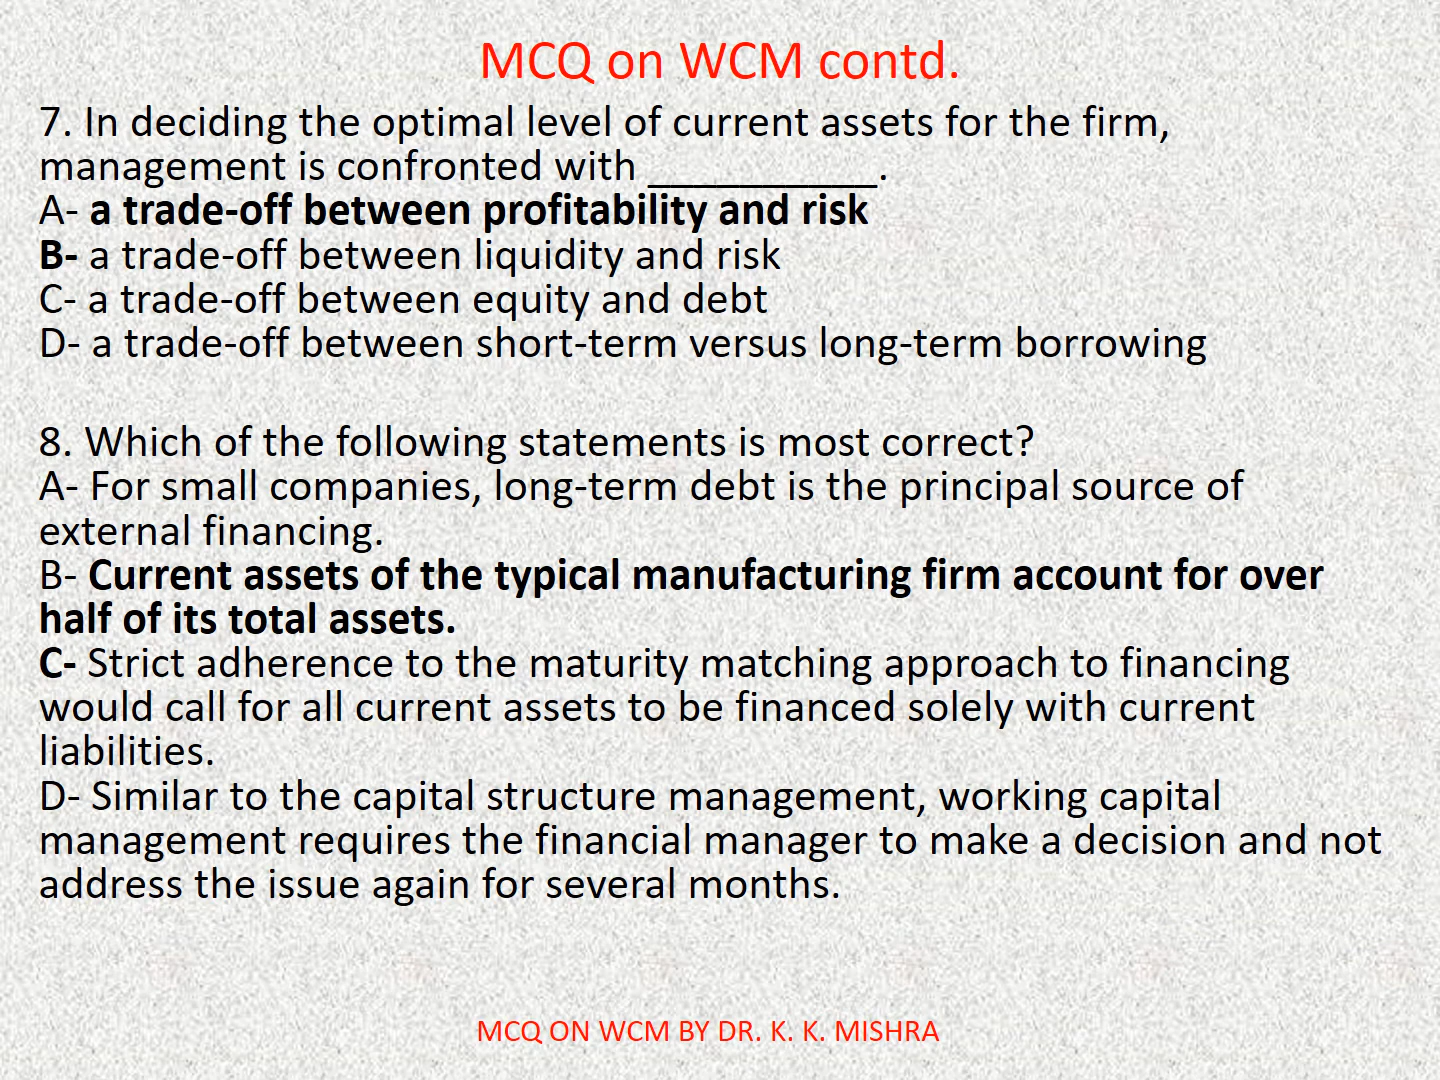 MCQ on WCM contd.
7. In deciding the optimal level of current assets for the firm,
management is confronted with __________.
A- a trade-off between profitability and risk
B- a trade-off between liquidity and risk
C- a trade-off between equity and debt
D- a trade-off between short-term versus long-term borrowing
8. Which of the following statements is most correct?
A- For small companies, long-term debt is the principal source of
external financing.
B- Current assets of the typical manufacturing firm account for over
half of its total assets.
C- Strict adherence to the maturity matching approach to financing
would call for all current assets to be financed solely with current
liabilities.
D- Similar to the capital structure management, working capital
management requires the financial manager to make a decision and not
address the issue again for several months.
MCQ ON WCM BY DR. K. K. MISHRA